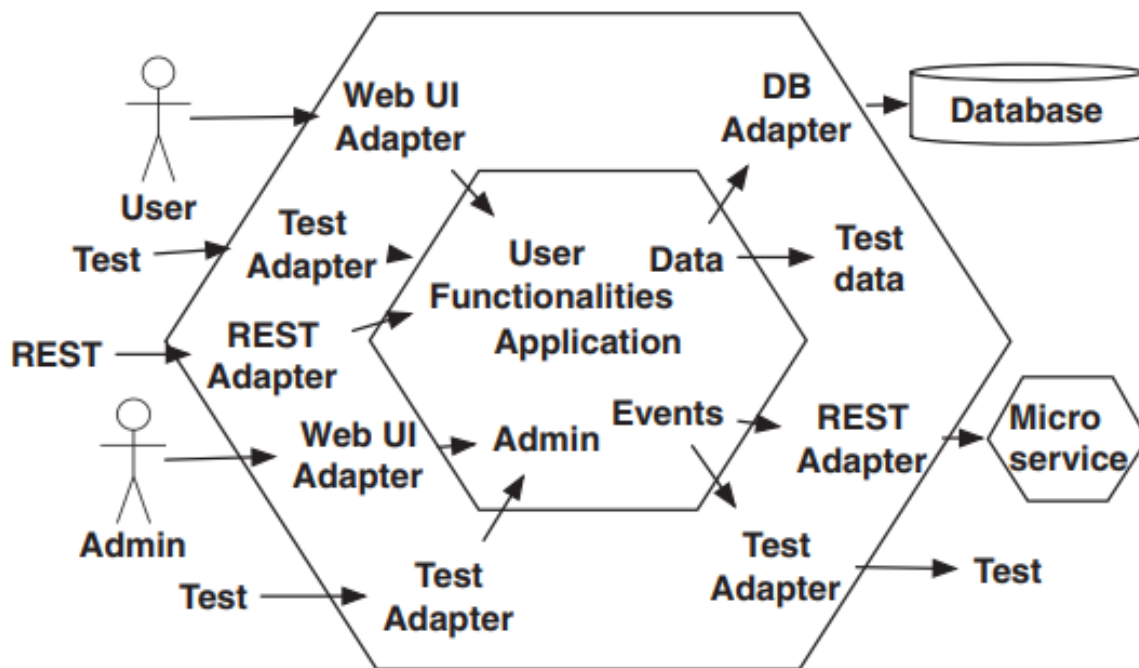 Web UI
Adapter
DB
Adapter
Database
User
Test
Test
Adapter
User
Functionalities
Application
Data
Test
data
REST
REST
Adapter
Admin
Web UI
Adapter
Admin
Events
REST
Adapter
Micro
service
Test
Test
Adapter
Test
Adapter
Test